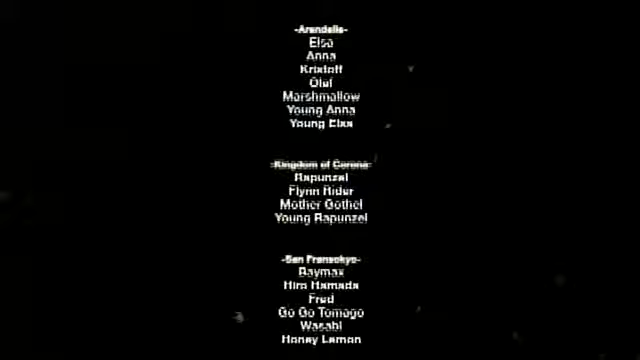 -Arendelle-
Elsa
Anna
Kristoff
Olaf
Marshmallow
Young Anna
Young Elsa
-Kingdom of Corona-
Rapunzel
Flynn Rider
Mother Gothel
Young Rapunzel
-San Fransokyo-
Baymax
Hiro Hamada
Fred
Go Go Tomago
Wasabi
Honey Lemon